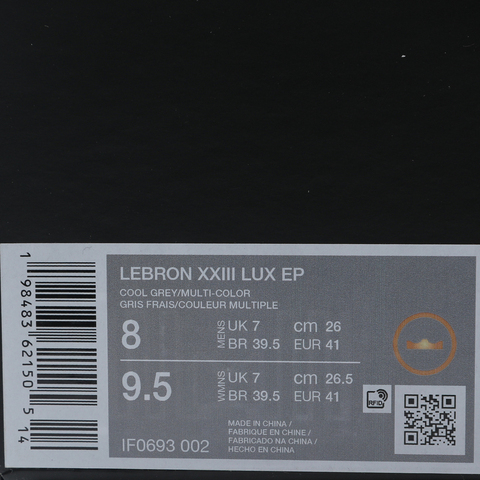 LEBRON XXIII LUX EP
COOL GREY/MULTI-COLOR
GRIS FRAIS/COULEUR MULTIPLE
8 MENS UK 7 cm 26
BR 39.5 EUR 41
9.5 WMNS UK 7 cm 26.5
BR 39.5 EUR 41
RFID
MADE IN CHINA /
FABRIQUE EN CHINE /
FABRICADO NA CHINA /
HECHO EN CHINA
IF0693 002
1 98483 62150 5 14